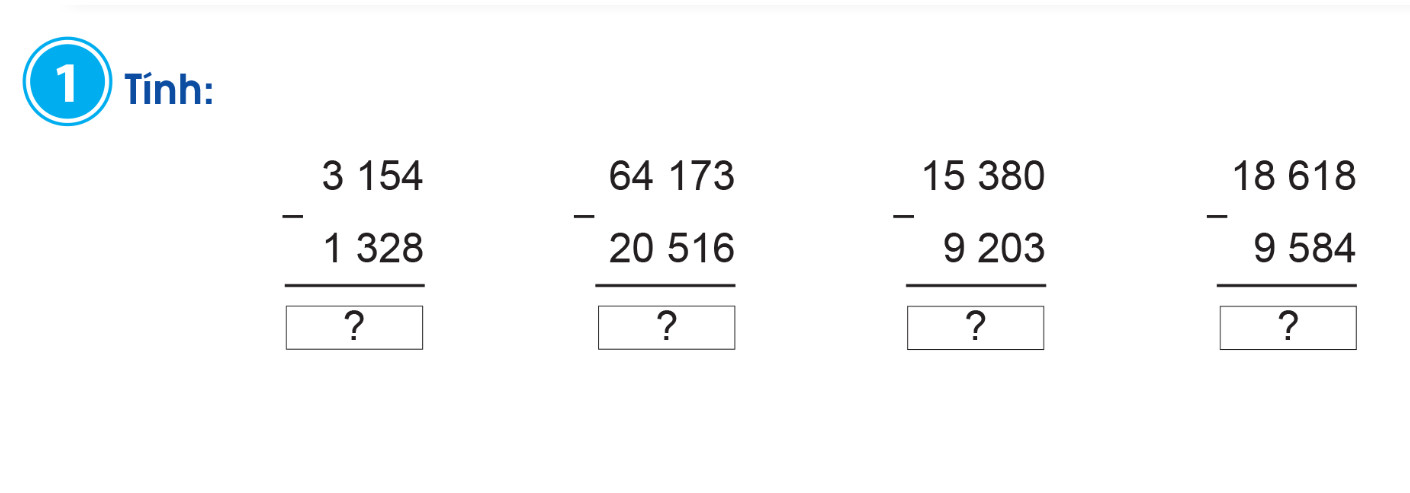 1 Tính:
3 154 64 173 15 380 18 618
– – – –
1 328 20 516 9 203 9 584
? ? ? ?